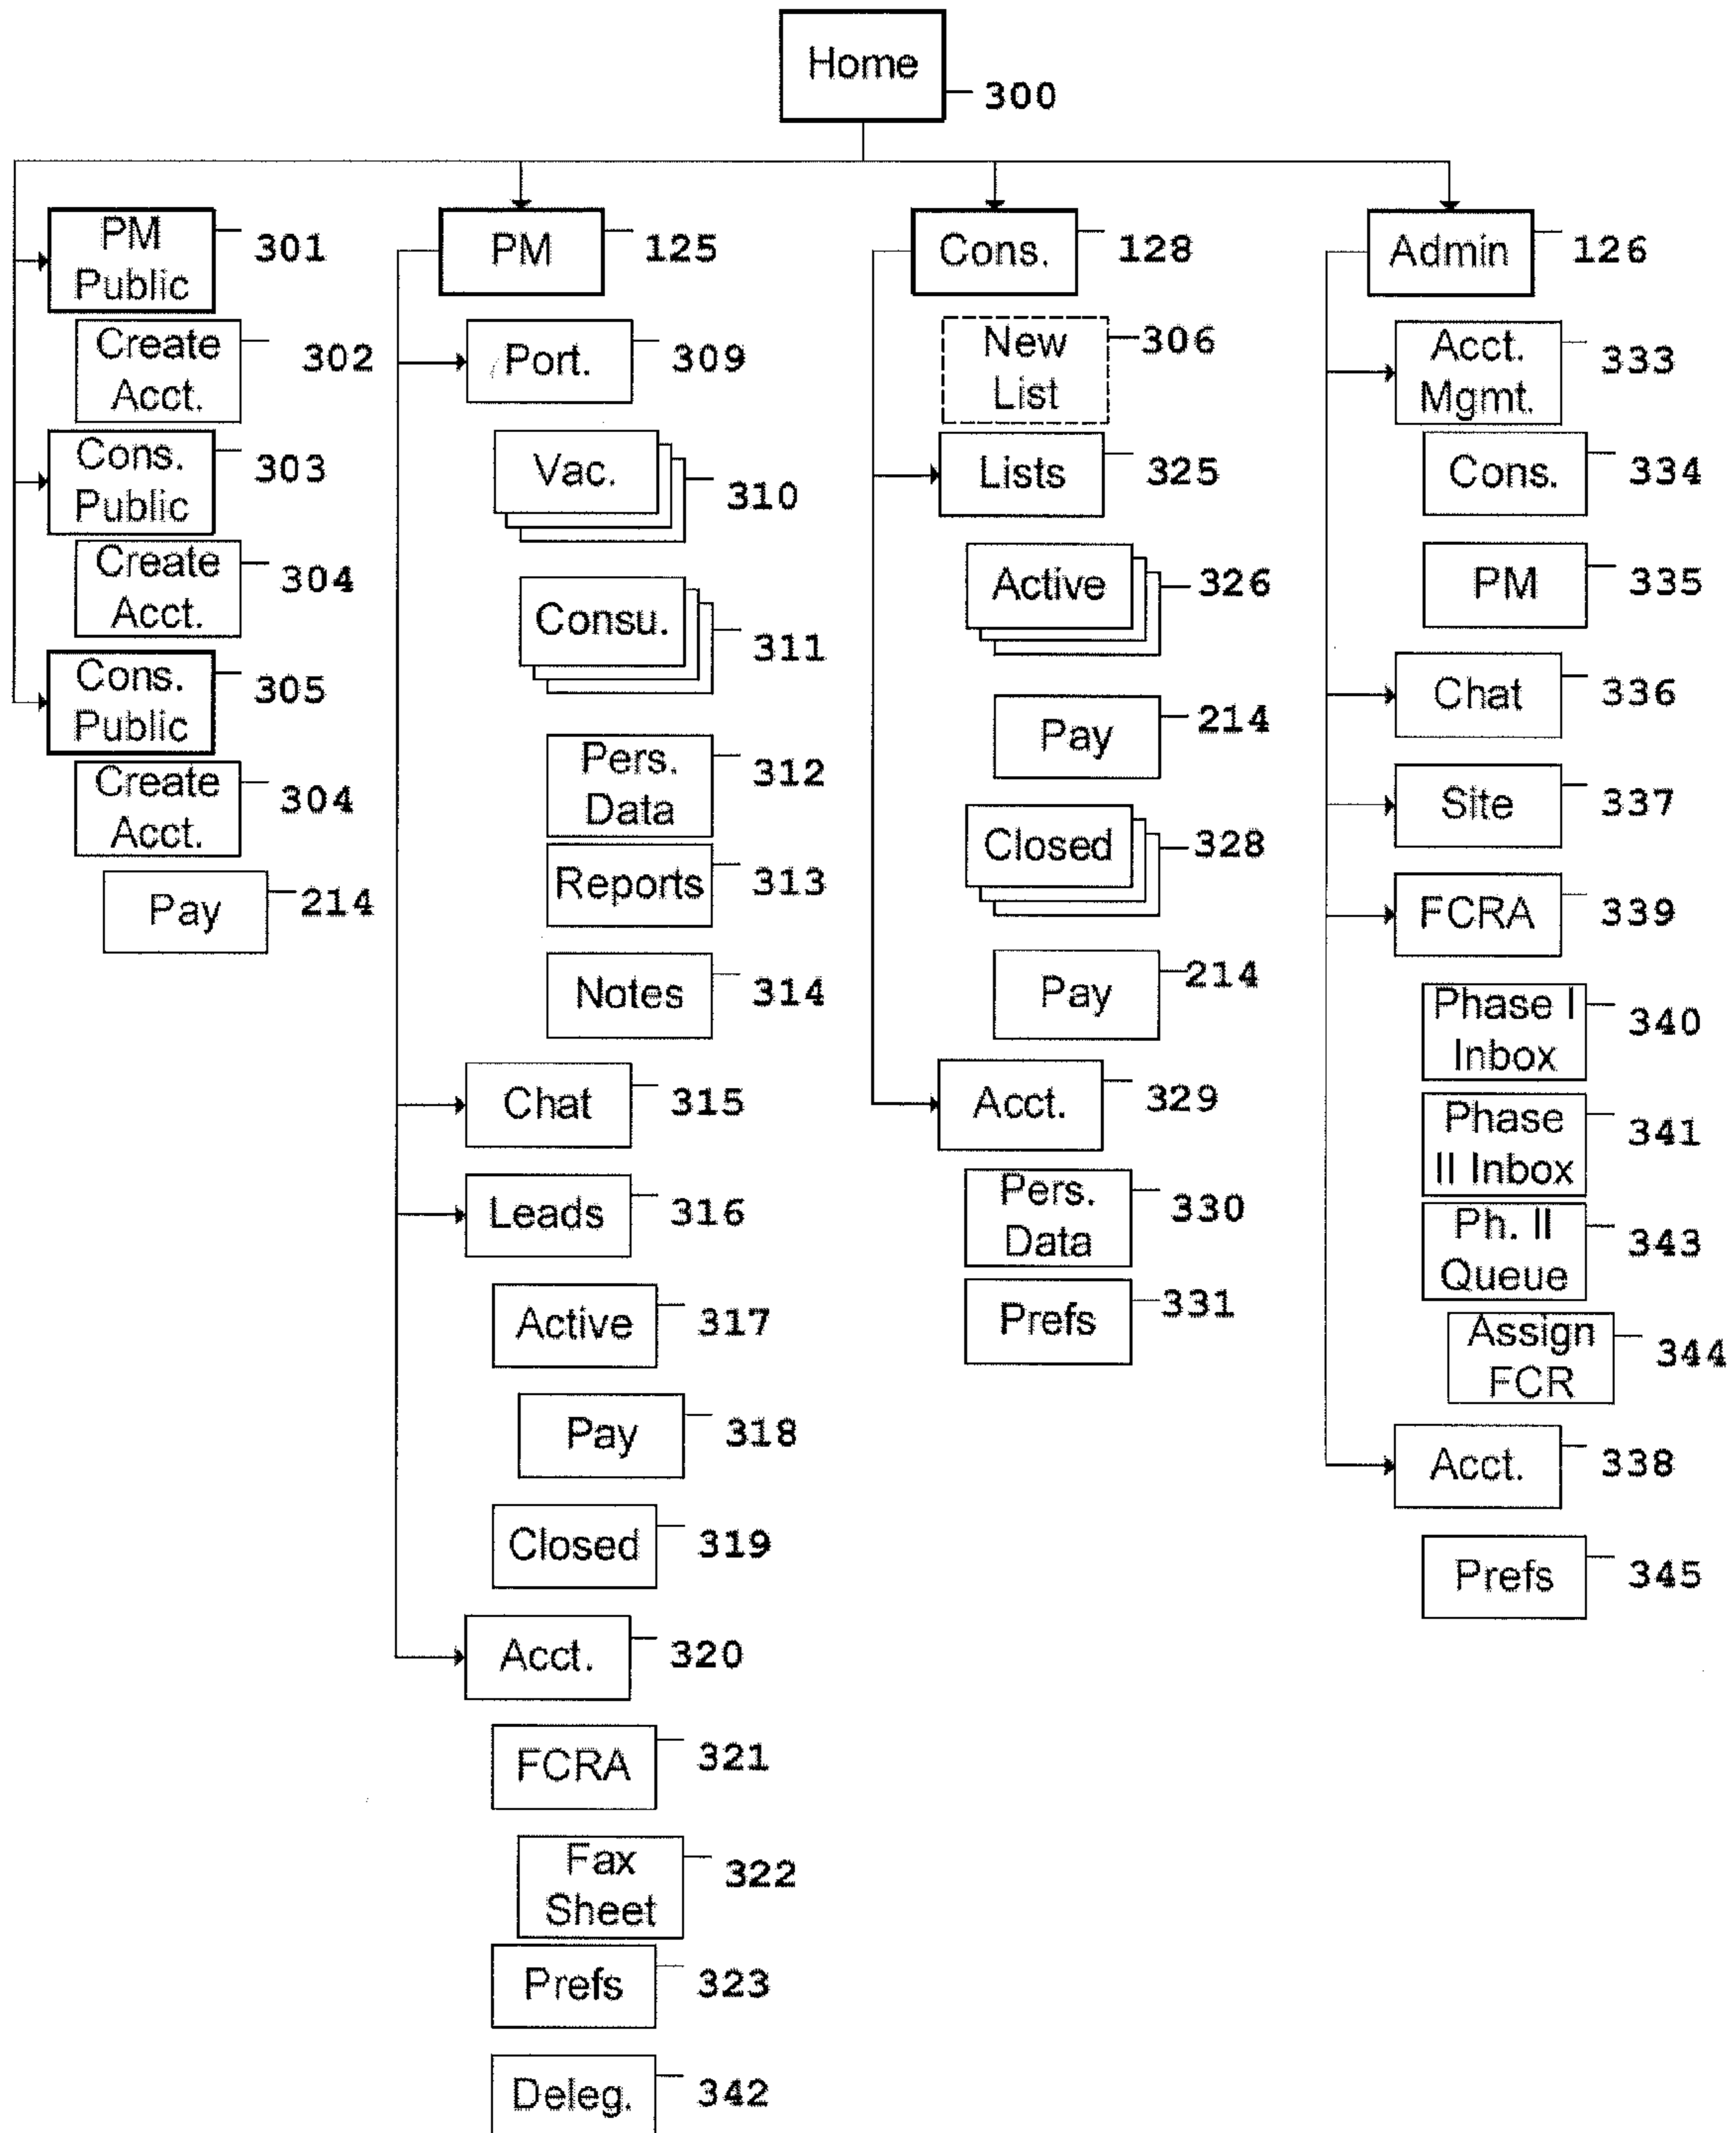 Home
300
PM
Public
301
Create
Acct.
302
Cons.
Public
303
Create
Acct.
304
Cons.
Public
305
Create
Acct.
304
Pay
214
PM
125
Port.
309
Vac.
310
Consu.
311
Pers.
Data
312
Reports
313
Notes
314
Chat
315
Leads
316
Active
317
Pay
318
Closed
319
Acct.
320
FCRA
321
Fax
Sheet
322
Prefs
323
Deleg.
342
Cons.
128
New
List
306
Lists
325
Active
326
Pay
214
Closed
328
Pay
214
Acct.
329
Pers.
Data
330
Prefs
331
Admin
126
Acct.
Mgmt.
333
Cons.
334
PM
335
Chat
336
Site
337
FCRA
339
Phase I
Inbox
340
Phase
II Inbox
341
Ph. II
Queue
343
Assign
FCR
344
Acct.
338
Prefs
345